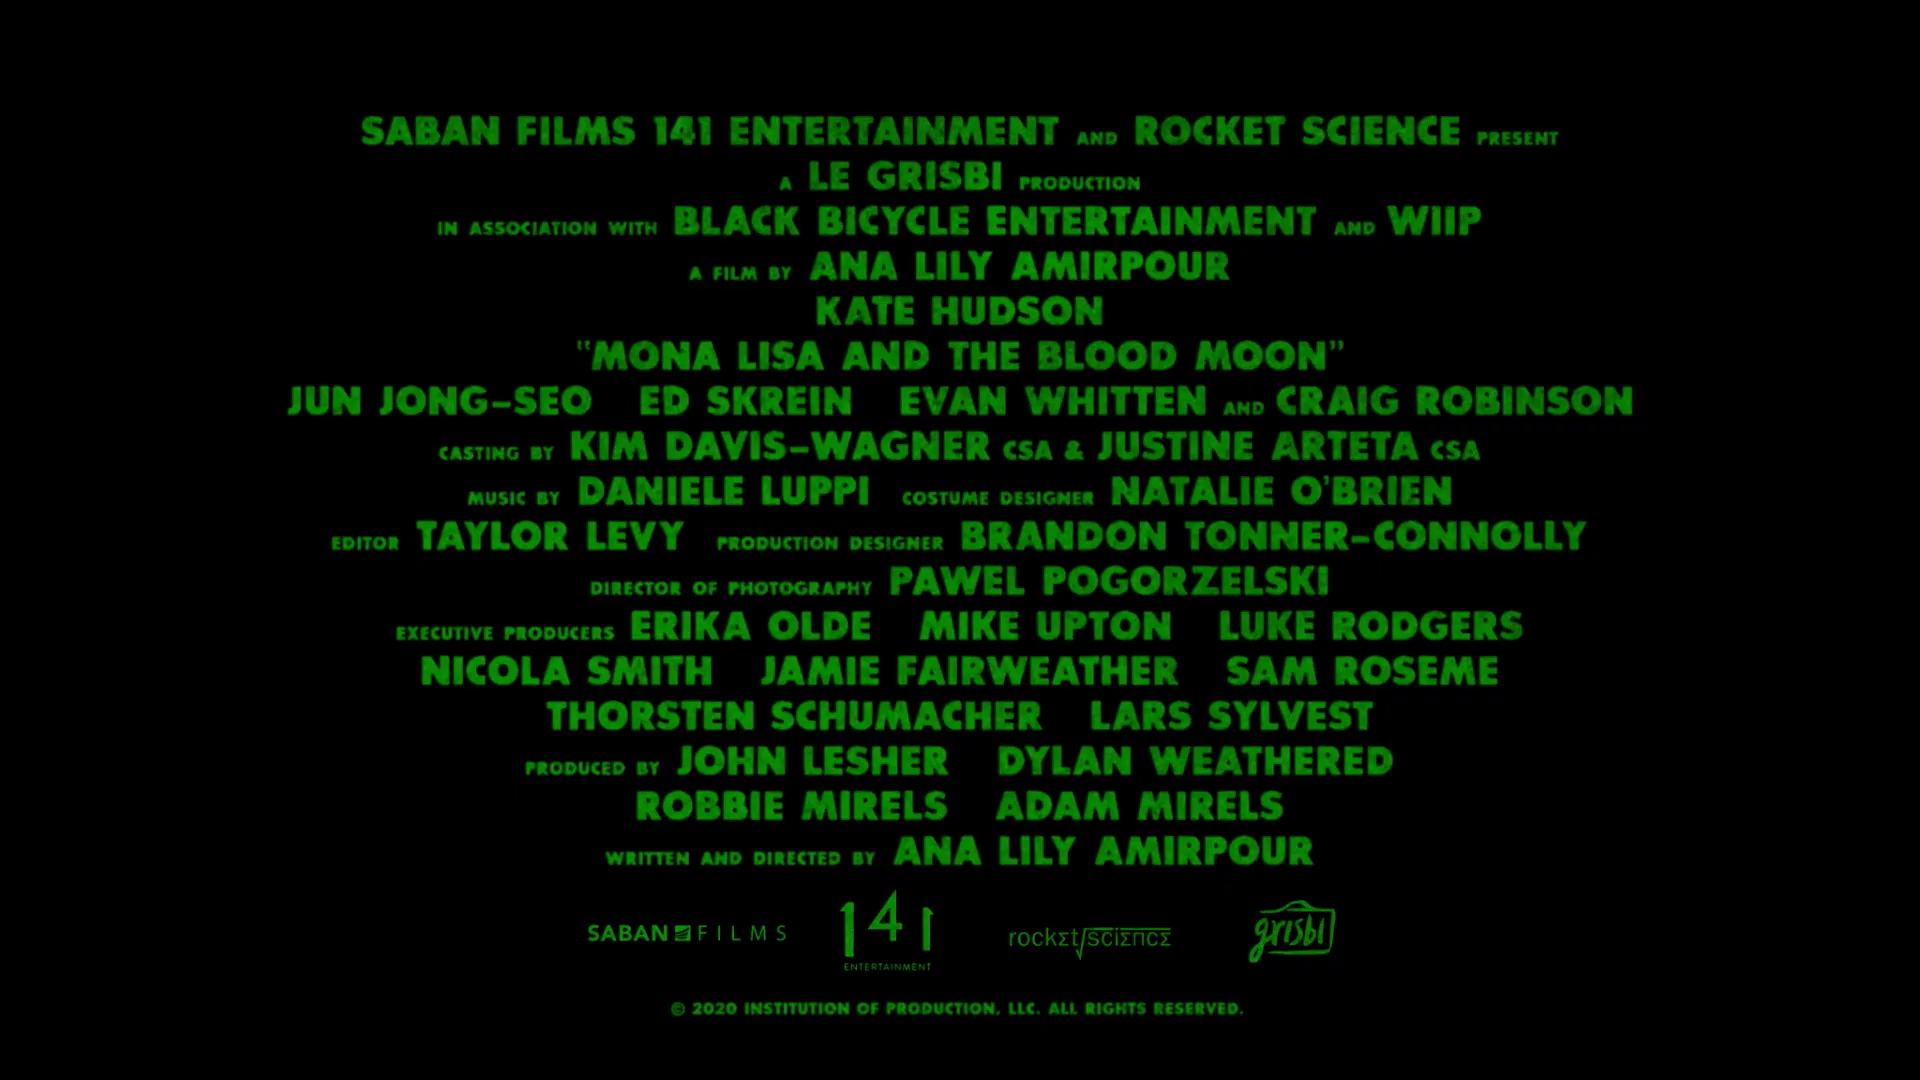 SABAN FILMS 141 ENTERTAINMENT AND ROCKET SCIENCE PRESENT
A LE GRISBI PRODUCTION
IN ASSOCIATION WITH BLACK BICYCLE ENTERTAINMENT AND WIIP
A FILM BY ANA LILY AMIRPOUR
KATE HUDSON
"MONA LISA AND THE BLOOD MOON"
JUN JONG-SEO ED SKREIN EVAN WHITTEN AND CRAIG ROBINSON
CASTING BY KIM DAVIS-WAGNER CSA & JUSTINE ARTETA CSA
MUSIC BY DANIELE LUPPI COSTUME DESIGNER NATALIE O'BRIEN
EDITOR TAYLOR LEVY PRODUCTION DESIGNER BRANDON TONNER-CONNOLLY
DIRECTOR OF PHOTOGRAPHY PAWEL POGORZELSKI
EXECUTIVE PRODUCERS ERIKA OLDE MIKE UPTON LUKE RODGERS
NICOLA SMITH JAMIE FAIRWEATHER SAM ROSEME
THORSTEN SCHUMACHER LARS SYLVEST
PRODUCED BY JOHN LESHER DYLAN WEATHERED
ROBBIE MIRELS ADAM MIRELS
WRITTEN AND DIRECTED BY ANA LILY AMIRPOUR
SABAN FILMS 141 ENTERTAINMENT rockΣt√sciΣncΣ grisbi
© 2020 INSTITUTION OF PRODUCTION, LLC. ALL RIGHTS RESERVED.